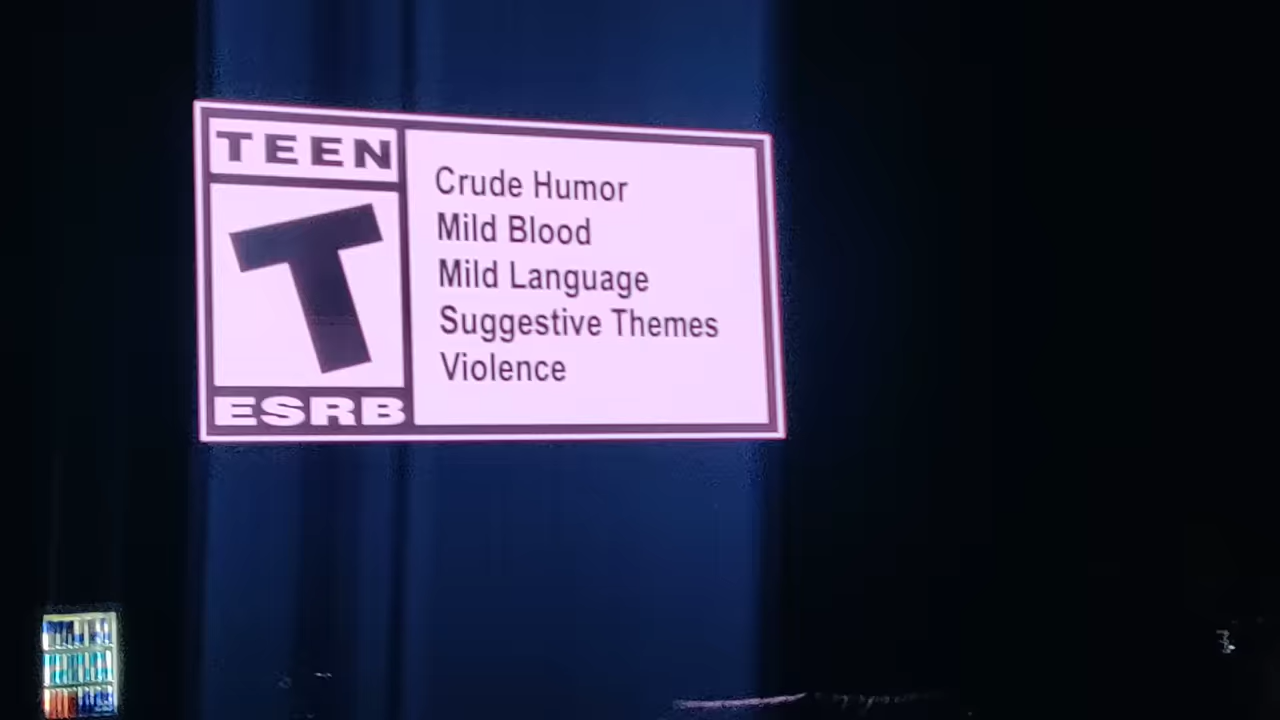 TEEN
T
ESRB
Crude Humor
Mild Blood
Mild Language
Suggestive Themes
Violence